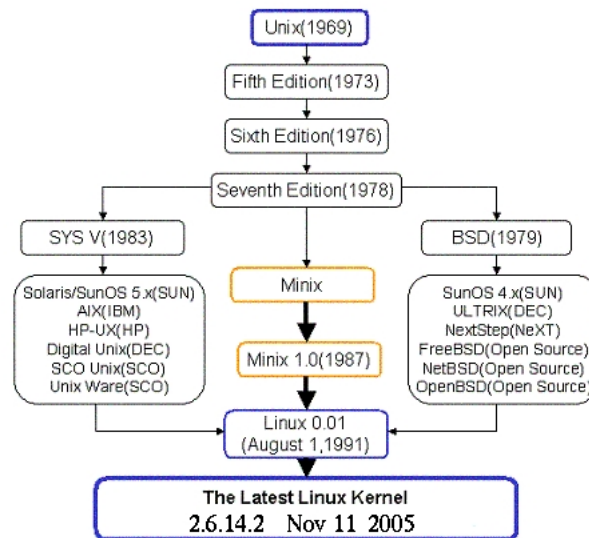 Unix(1969)
Fifth Edition(1973)
Sixth Edition(1976)
Seventh Edition(1978)
SYS V(1983)
BSD(1979)
Solaris/SunOS 5.x(SUN)
AIX(IBM)
HP-UX(HP)
Digital Unix(DEC)
SCO Unix(SCO)
Unix Ware(SCO)
Minix
Minix 1.0(1987)
SunOS 4.x(SUN)
ULTRIX(DEC)
NextStep(NeXT)
FreeBSD(Open Source)
NetBSD(Open Source)
OpenBSD(Open Source)
Linux 0.01
(August 1,1991)
The Latest Linux Kernel
2.6.14.2 Nov 11 2005